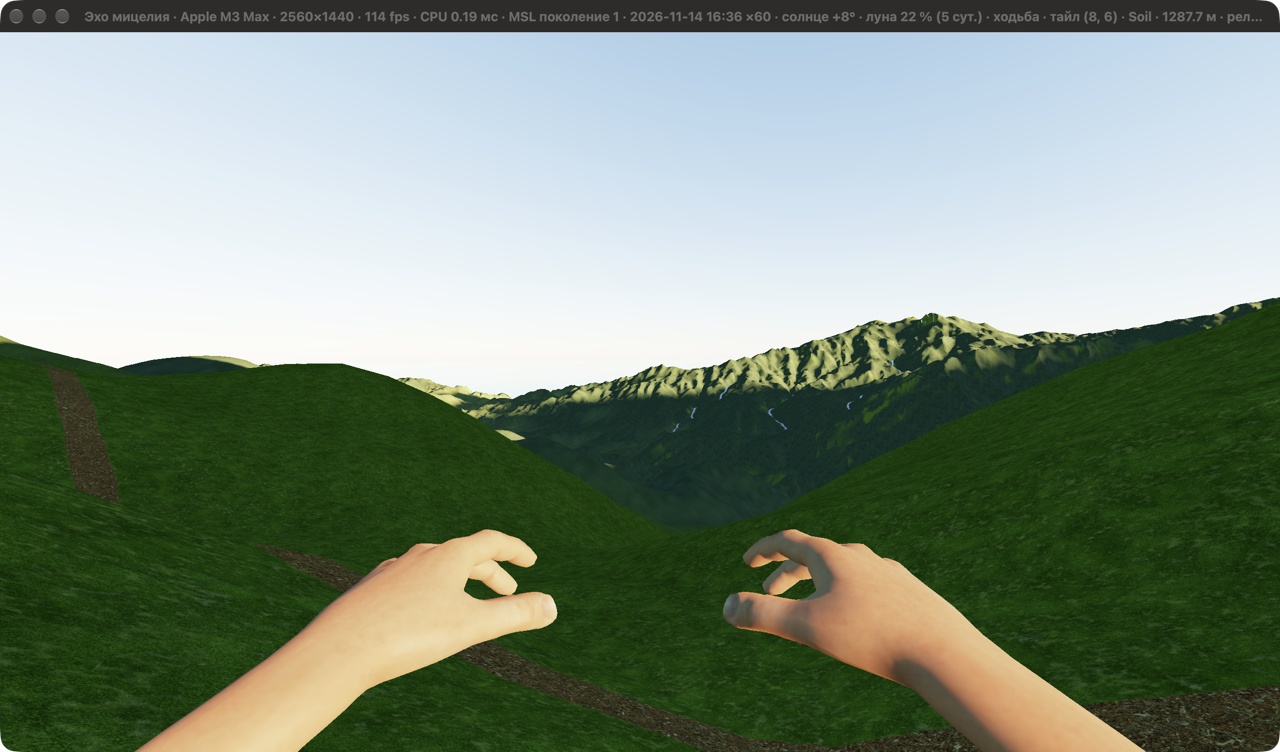 Эхо мицелия · Apple M3 Max · 2560×1440 · 114 fps · CPU 0.19 мс · MSL поколение 1 · 2026-11-14 16:36 ×60 · солнце +8° · луна 22 % (5 сут.) · ходьба · тайл (8, 6) · Soil · 1287.7 м · рел...